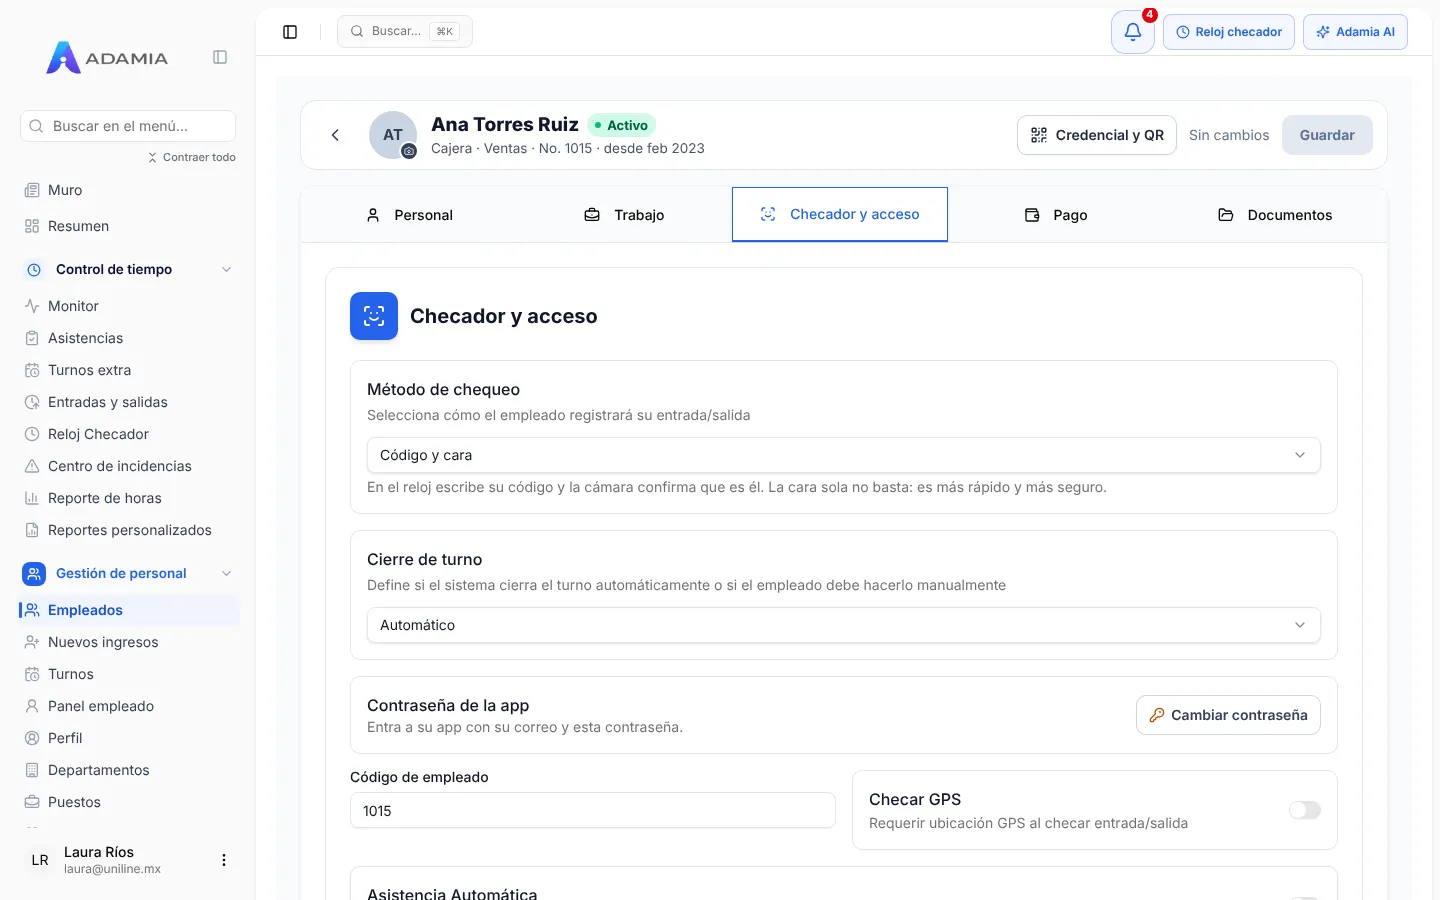 ADAMIA
Buscar en el menú...
Contraer todo
Muro
Resumen
Control de tiempo
Monitor
Asistencias
Turnos extra
Entradas y salidas
Reloj Checador
Centro de incidencias
Reporte de horas
Reportes personalizados
Gestión de personal
Empleados
Nuevos ingresos
Turnos
Panel empleado
Perfil
Departamentos
Puestos
LR
Laura Ríos
laura@uniline.mx
Buscar... ⌘K
4
Reloj checador
Adamia AI
AT
Ana Torres Ruiz
Activo
Cajera · Ventas · No. 1015 · desde feb 2023
Credencial y QR
Sin cambios
Guardar
Personal
Trabajo
Checador y acceso
Pago
Documentos
Checador y acceso
Método de chequeo
Selecciona cómo el empleado registrará su entrada/salida
Código y cara
En el reloj escribe su código y la cámara confirma que es él. La cara sola no basta: es más rápido y más seguro.
Cierre de turno
Define si el sistema cierra el turno automáticamente o si el empleado debe hacerlo manualmente
Automático
Contraseña de la app
Entra a su app con su correo y esta contraseña.
Cambiar contraseña
Código de empleado
1015
Checar GPS
Requerir ubicación GPS al checar entrada/salida
Asistencia Automática